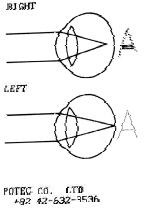 RIGHT
A
LEFT
A
POTEC CO. LTD
+82 42-632-3536